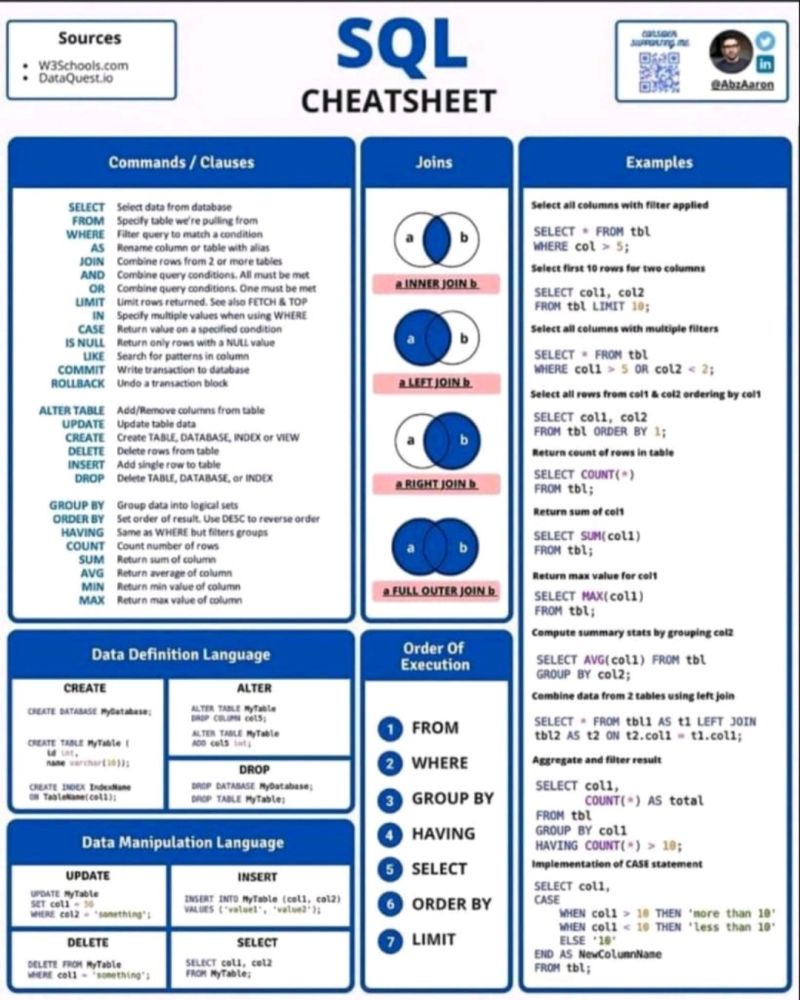 Sources
• W3Schools.com
• DataQuest.io
SQL
CHEATSHEET
CONSIDER
SUPPORTING ME
in
@AbzAaron
Commands / Clauses
SELECT Select data from database
FROM Specify table we're pulling from
WHERE Filter query to match a condition
AS Rename column or table with alias
JOIN Combine rows from 2 or more tables
AND Combine query conditions. All must be met
OR Combine query conditions. One must be met
LIMIT Limit rows returned. See also FETCH & TOP
IN Specify multiple values when using WHERE
CASE Return value on a specified condition
IS NULL Return only rows with a NULL value
LIKE Search for patterns in column
COMMIT Write transaction to database
ROLLBACK Undo a transaction block
ALTER TABLE Add/Remove columns from table
UPDATE Update table data
CREATE Create TABLE, DATABASE, INDEX or VIEW
DELETE Delete rows from table
INSERT Add single row to table
DROP Delete TABLE, DATABASE, or INDEX
GROUP BY Group data into logical sets
ORDER BY Set order of result. Use DESC to reverse order
HAVING Same as WHERE but filters groups
COUNT Count number of rows
SUM Return sum of column
AVG Return average of column
MIN Return min value of column
MAX Return max value of column
Joins
a b
a INNER JOIN b
a b
a LEFT JOIN b
a b
a RIGHT JOIN b
a b
a FULL OUTER JOIN b
Examples
Select all columns with filter applied
SELECT * FROM tbl
WHERE col > 5;
Select first 10 rows for two columns
SELECT col1, col2
FROM tbl LIMIT 10;
Select all columns with multiple filters
SELECT * FROM tbl
WHERE col1 > 5 OR col2 < 2;
Select all rows from col1 & col2 ordering by col1
SELECT col1, col2
FROM tbl ORDER BY 1;
Return count of rows in table
SELECT COUNT(*)
FROM tbl;
Return sum of col1
SELECT SUM(col1)
FROM tbl;
Return max value for col1
SELECT MAX(col1)
FROM tbl;
Compute summary stats by grouping col2
SELECT AVG(col1) FROM tbl
GROUP BY col2;
Combine data from 2 tables using left join
SELECT * FROM tbl1 AS t1 LEFT JOIN
tbl2 AS t2 ON t2.col1 = t1.col1;
Aggregate and filter result
SELECT col1,
COUNT(*) AS total
FROM tbl
GROUP BY col1
HAVING COUNT(*) > 10;
Implementation of CASE statement
SELECT col1,
CASE
WHEN col1 > 10 THEN 'more than 10'
WHEN col1 < 10 THEN 'less than 10'
ELSE '10'
END AS NewColumnName
FROM tbl;
Data Definition Language
CREATE
CREATE DATABASE MyDatabase;
CREATE TABLE MyTable (
id int,
name varchar(10));
CREATE INDEX IndexName
ON TableName(col1);
ALTER
ALTER TABLE MyTable
DROP COLUMN col5;
ALTER TABLE MyTable
ADD col5 int;
DROP
DROP DATABASE MyDatabase;
DROP TABLE MyTable;
Data Manipulation Language
UPDATE
UPDATE MyTable
SET col1 = 56
WHERE col2 = 'something';
INSERT
INSERT INTO MyTable (col1, col2)
VALUES ('value1', 'value2');
DELETE
DELETE FROM MyTable
WHERE col1 = 'something';
SELECT
SELECT col1, col2
FROM MyTable;
Order Of
Execution
1 FROM
2 WHERE
3 GROUP BY
4 HAVING
5 SELECT
6 ORDER BY
7 LIMIT